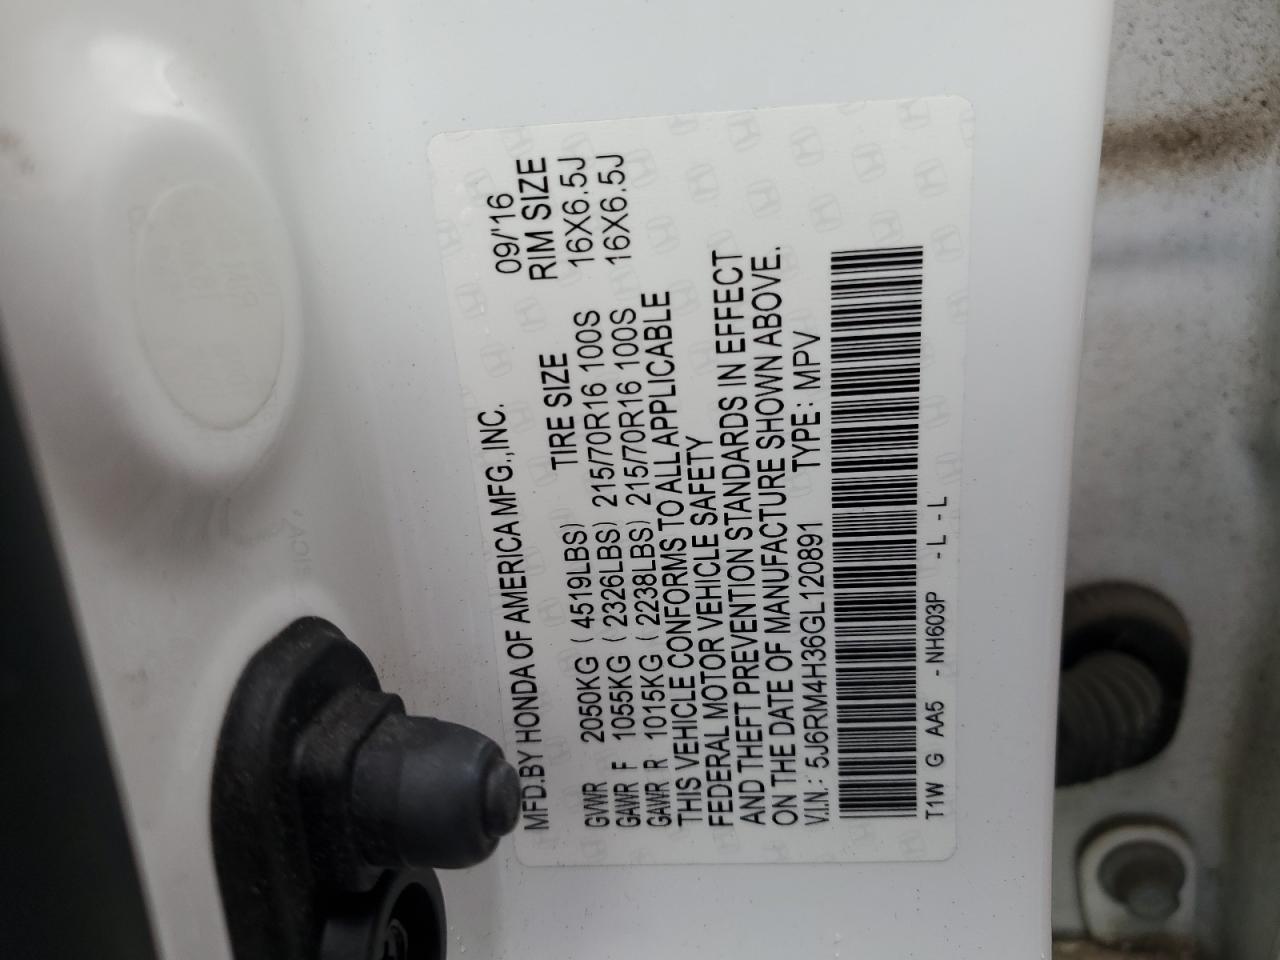 MFD.BY HONDA OF AMERICA MFG.,INC. 09/'16
TIRE SIZE RIM SIZE
GVWR 2050KG ( 4519LBS)
GAWR F 1055KG ( 2326LBS) 215/70R16 100S 16X6.5J
GAWR R 1015KG ( 2238LBS) 215/70R16 100S 16X6.5J
THIS VEHICLE CONFORMS TO ALL APPLICABLE
FEDERAL MOTOR VEHICLE SAFETY
AND THEFT PREVENTION STANDARDS IN EFFECT
ON THE DATE OF MANUFACTURE SHOWN ABOVE.
V.I.N.: 5J6RM4H36GL120891 TYPE: MPV
T1W G AA5 - NH603P - L - L